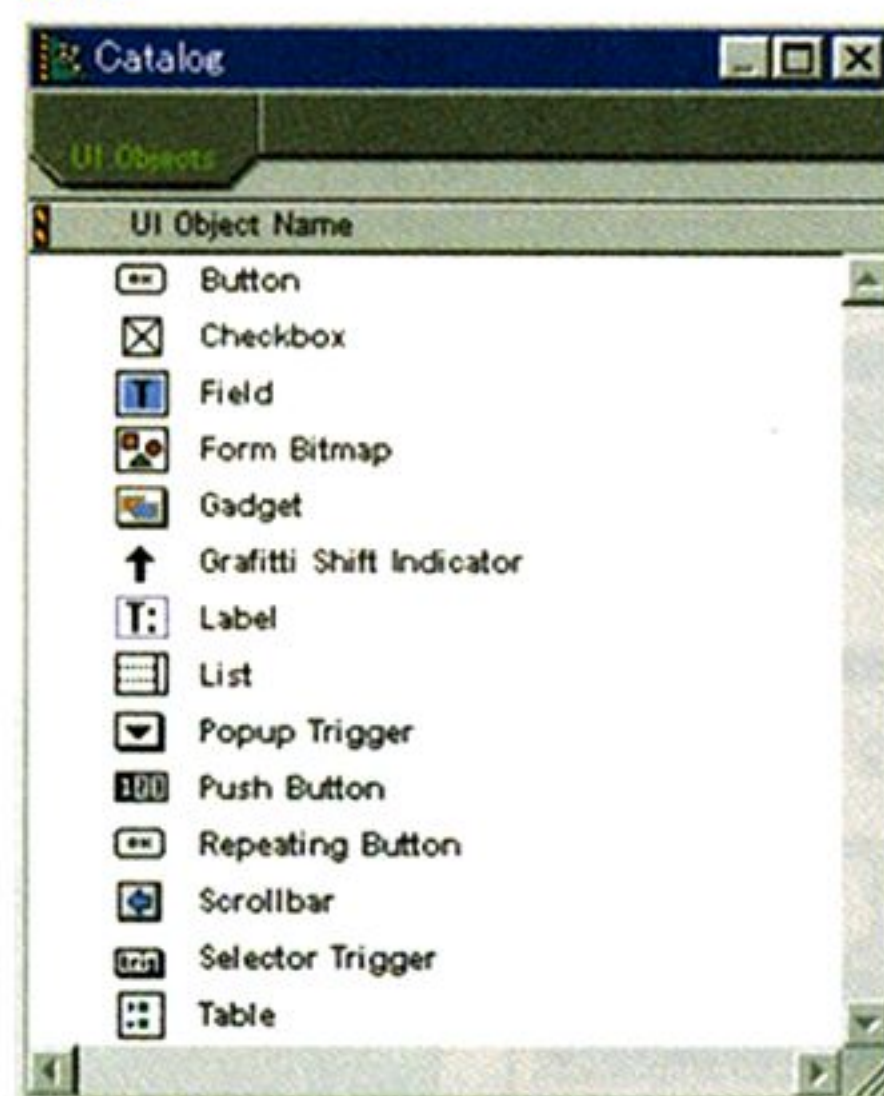 Catalog
UI Objects
UI Object Name
Button
Checkbox
Field
Form Bitmap
Gadget
Grafitti Shift Indicator
Label
List
Popup Trigger
Push Button
Repeating Button
Scrollbar
Selector Trigger
Table